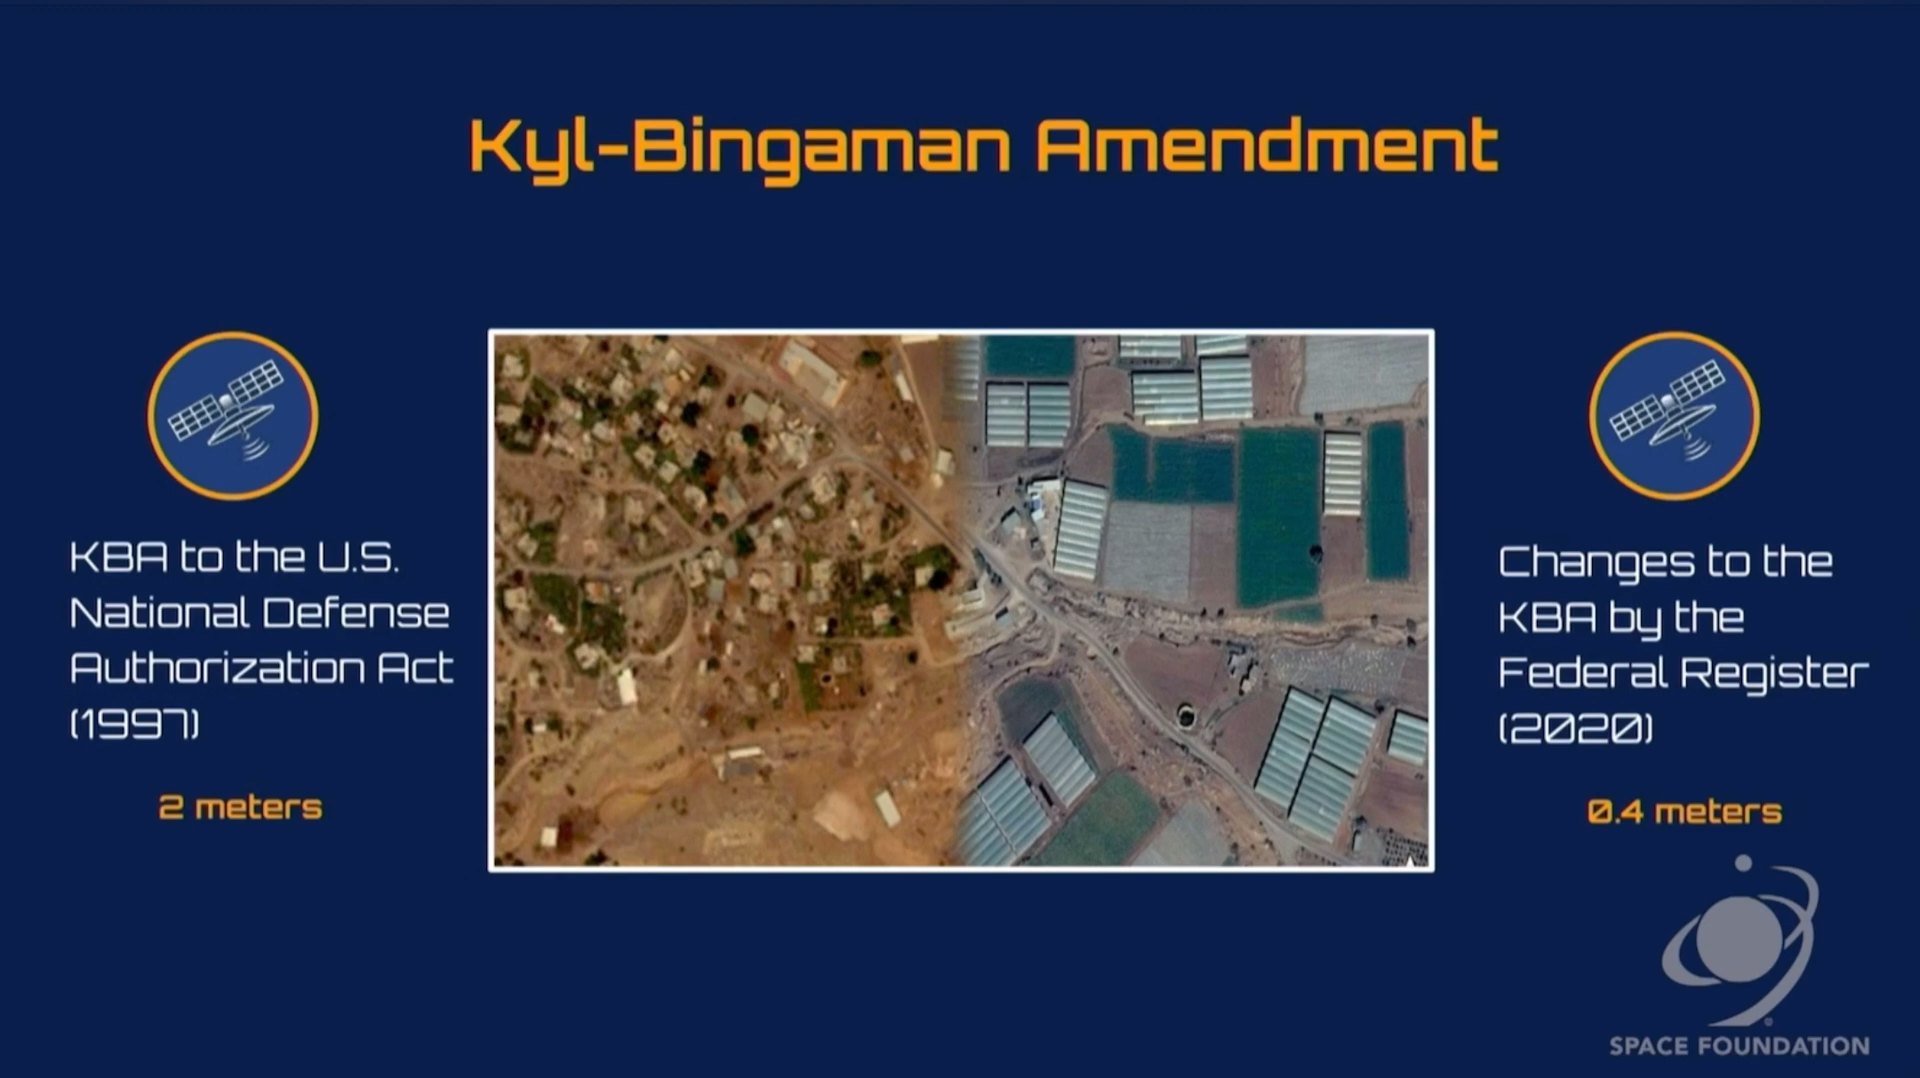 Kyl-Bingaman Amendment
KBA to the U.S.
National Defense
Authorization Act
(1997)
2 meters
Changes to the
KBA by the
Federal Register
(2020)
0.4 meters
SPACE FOUNDATION